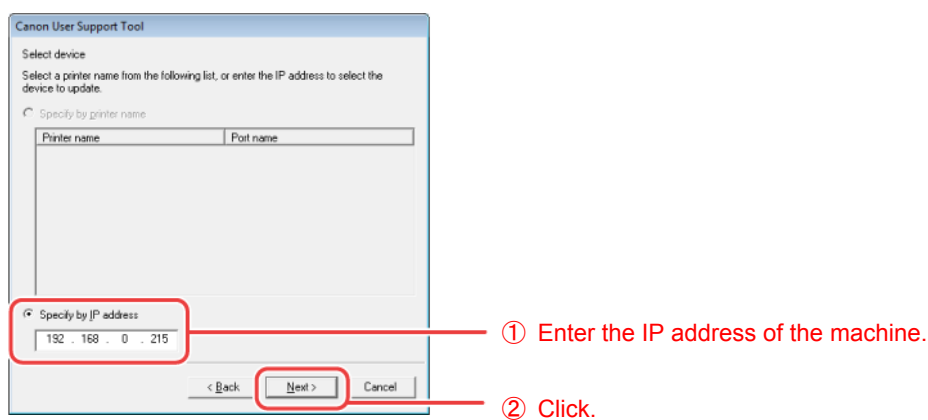 Canon User Support Tool
Select device
Select a printer name from the following list, or enter the IP address to select the
device to update.
Specify by printer name
Printer name Port name
Specify by IP address
192 . 168 . 0 . 215
① Enter the IP address of the machine.
< Back Next > Cancel
② Click.